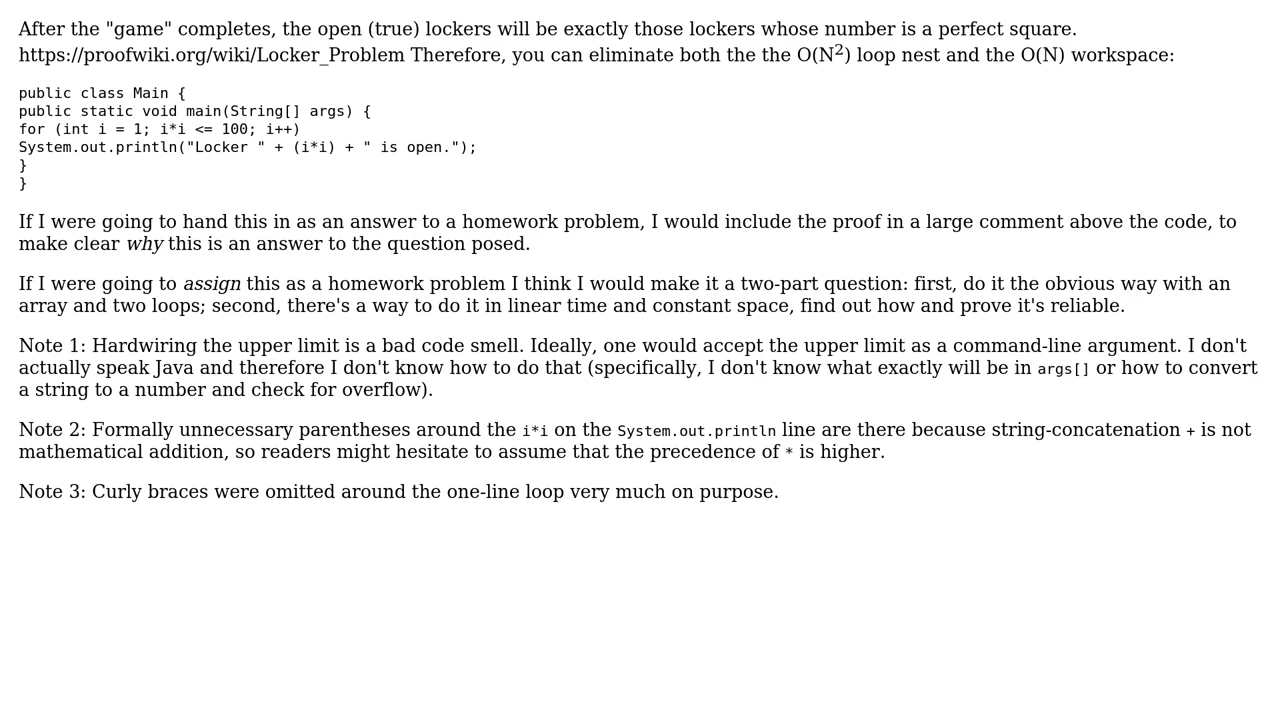 After the "game" completes, the open (true) lockers will be exactly those lockers whose number is a perfect square.
https://proofwiki.org/wiki/Locker_Problem Therefore, you can eliminate both the the O(N2) loop nest and the O(N) workspace:
public class Main {
public static void main(String[] args) {
for (int i = 1; i*i <= 100; i++)
System.out.println("Locker " + (i*i) + " is open.");
}
}
If I were going to hand this in as an answer to a homework problem, I would include the proof in a large comment above the code, to
make clear why this is an answer to the question posed.
If I were going to assign this as a homework problem I think I would make it a two-part question: first, do it the obvious way with an
array and two loops; second, there's a way to do it in linear time and constant space, find out how and prove it's reliable.
Note 1: Hardwiring the upper limit is a bad code smell. Ideally, one would accept the upper limit as a command-line argument. I don't
actually speak Java and therefore I don't know how to do that (specifically, I don't know what exactly will be in args[] or how to convert
a string to a number and check for overflow).
Note 2: Formally unnecessary parentheses around the i*i on the System.out.println line are there because string-concatenation + is not
mathematical addition, so readers might hesitate to assume that the precedence of * is higher.
Note 3: Curly braces were omitted around the one-line loop very much on purpose.